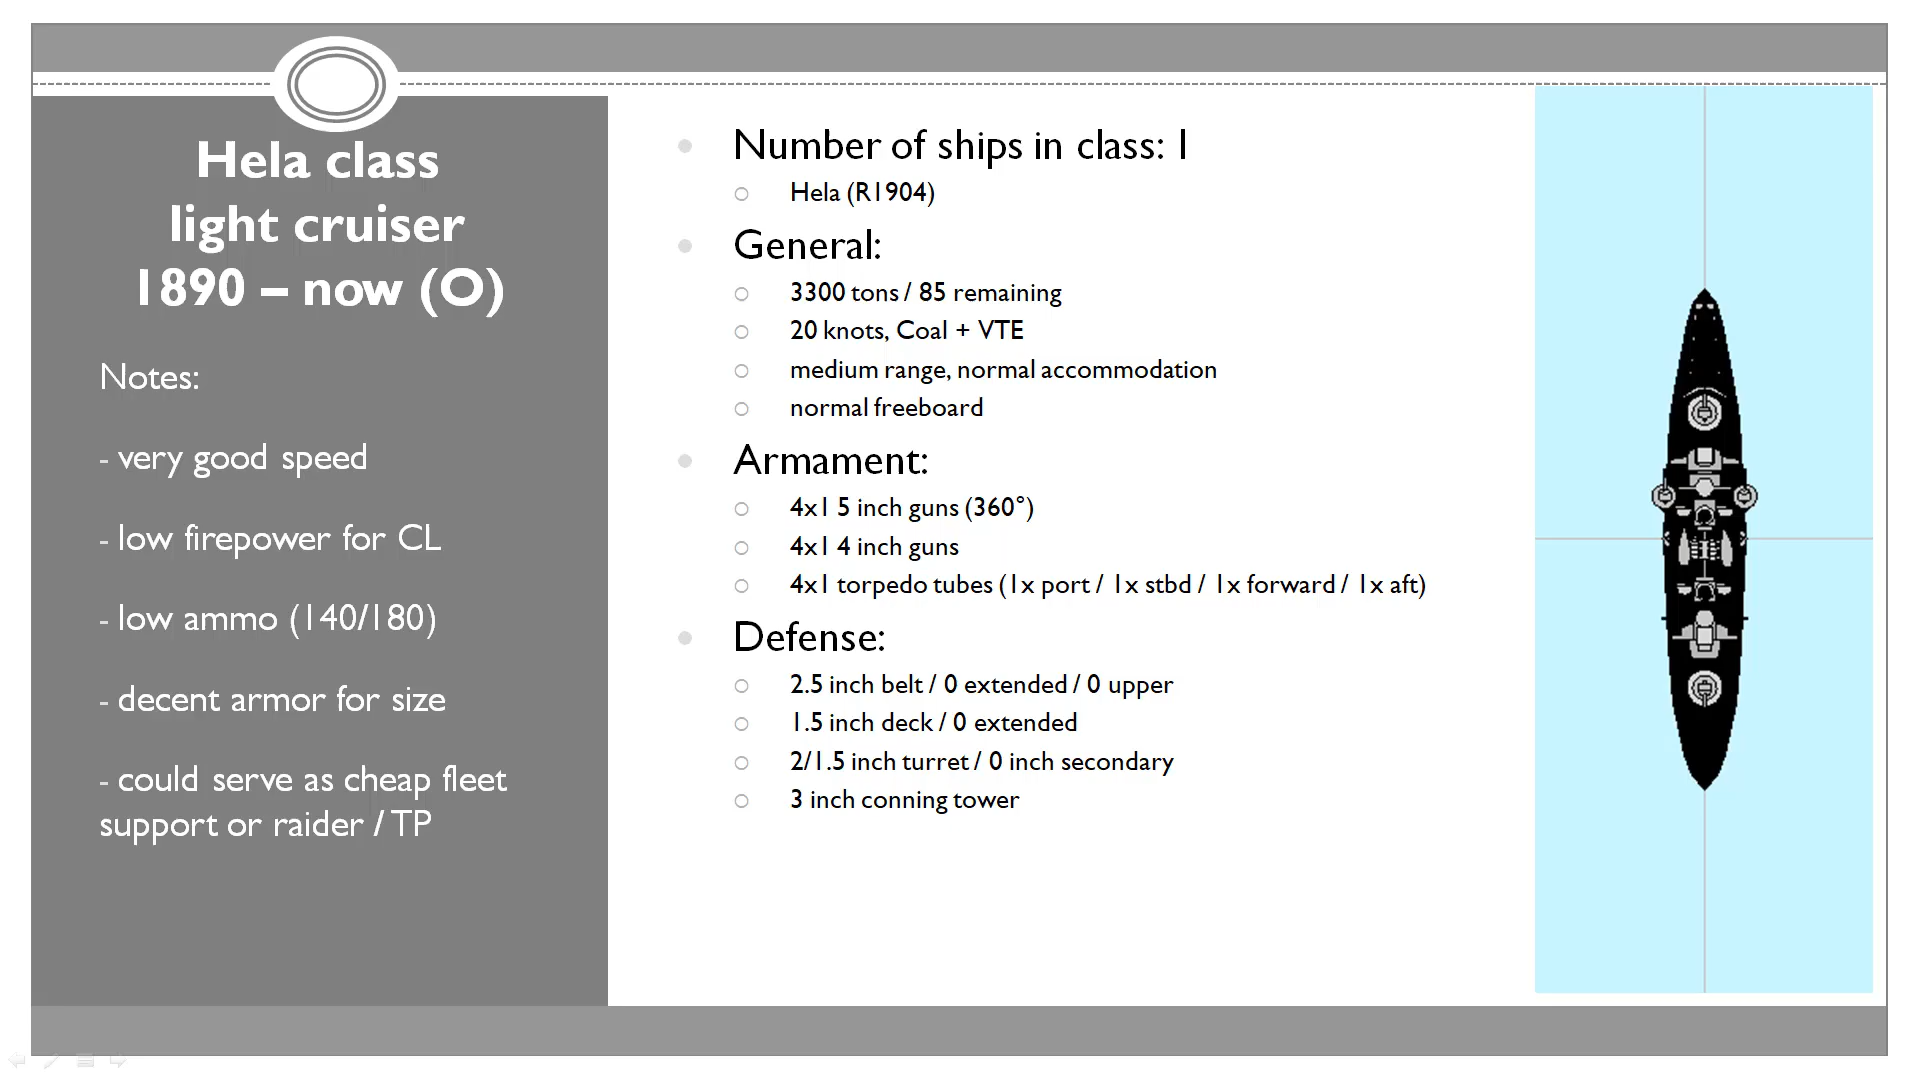 Hela class
light cruiser
1890 – now (O)
Notes:
- very good speed
- low firepower for CL
- low ammo (140/180)
- decent armor for size
- could serve as cheap fleet
support or raider / TP
Number of ships in class: 1
Hela (R1904)
General:
3300 tons / 85 remaining
20 knots, Coal + VTE
medium range, normal accommodation
normal freeboard
Armament:
4x1 5 inch guns (360°)
4x1 4 inch guns
4x1 torpedo tubes (1x port / 1x stbd / 1x forward / 1x aft)
Defense:
2.5 inch belt / 0 extended / 0 upper
1.5 inch deck / 0 extended
2/1.5 inch turret / 0 inch secondary
3 inch conning tower